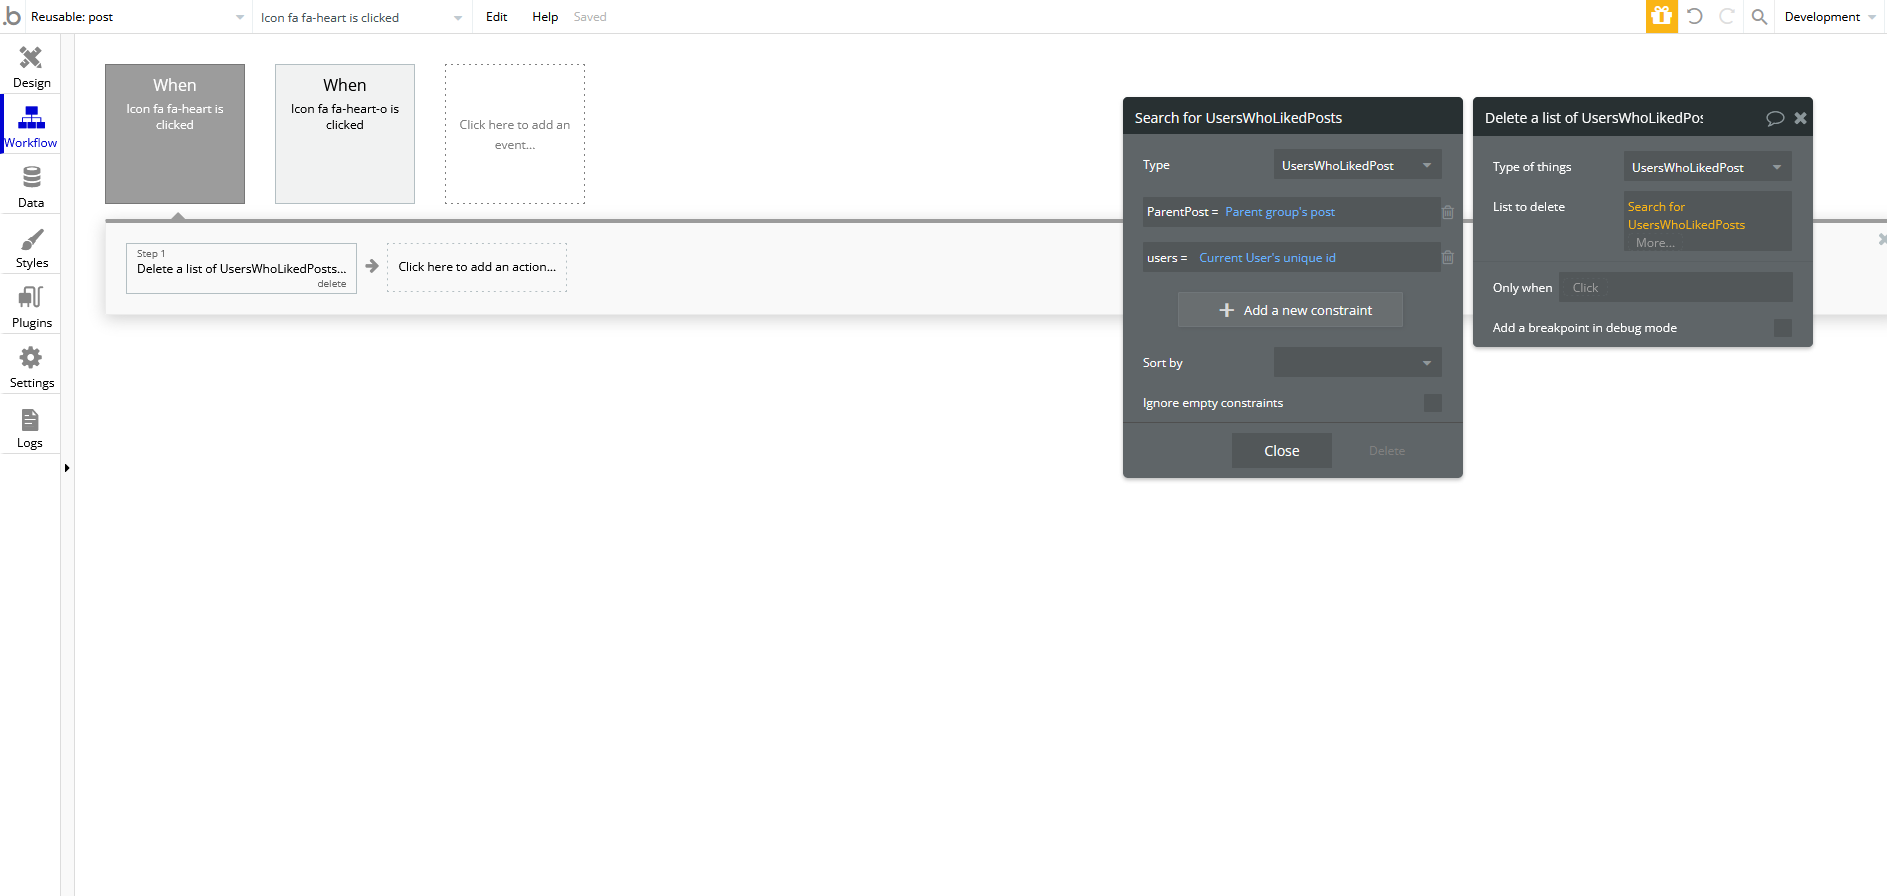 .b
Reusable: post
Icon fa fa-heart is clicked
Edit
Help
Saved
Development
Design
Workflow
Data
Styles
Plugins
Settings
Logs
When
Icon fa fa-heart is
clicked
When
Icon fa fa-heart-o is
clicked
Click here to add an
event...
Step 1
Delete a list of UsersWhoLikedPosts...
delete
Click here to add an action...
Search for UsersWhoLikedPosts
Type
UsersWhoLikedPost
ParentPost = Parent group's post
users = Current User's unique id
Add a new constraint
Sort by
Ignore empty constraints
Close
Delete
Delete a list of UsersWhoLikedPos
Type of things
UsersWhoLikedPost
List to delete
Search for
UsersWhoLikedPosts
More...
Only when
Click
Add a breakpoint in debug mode